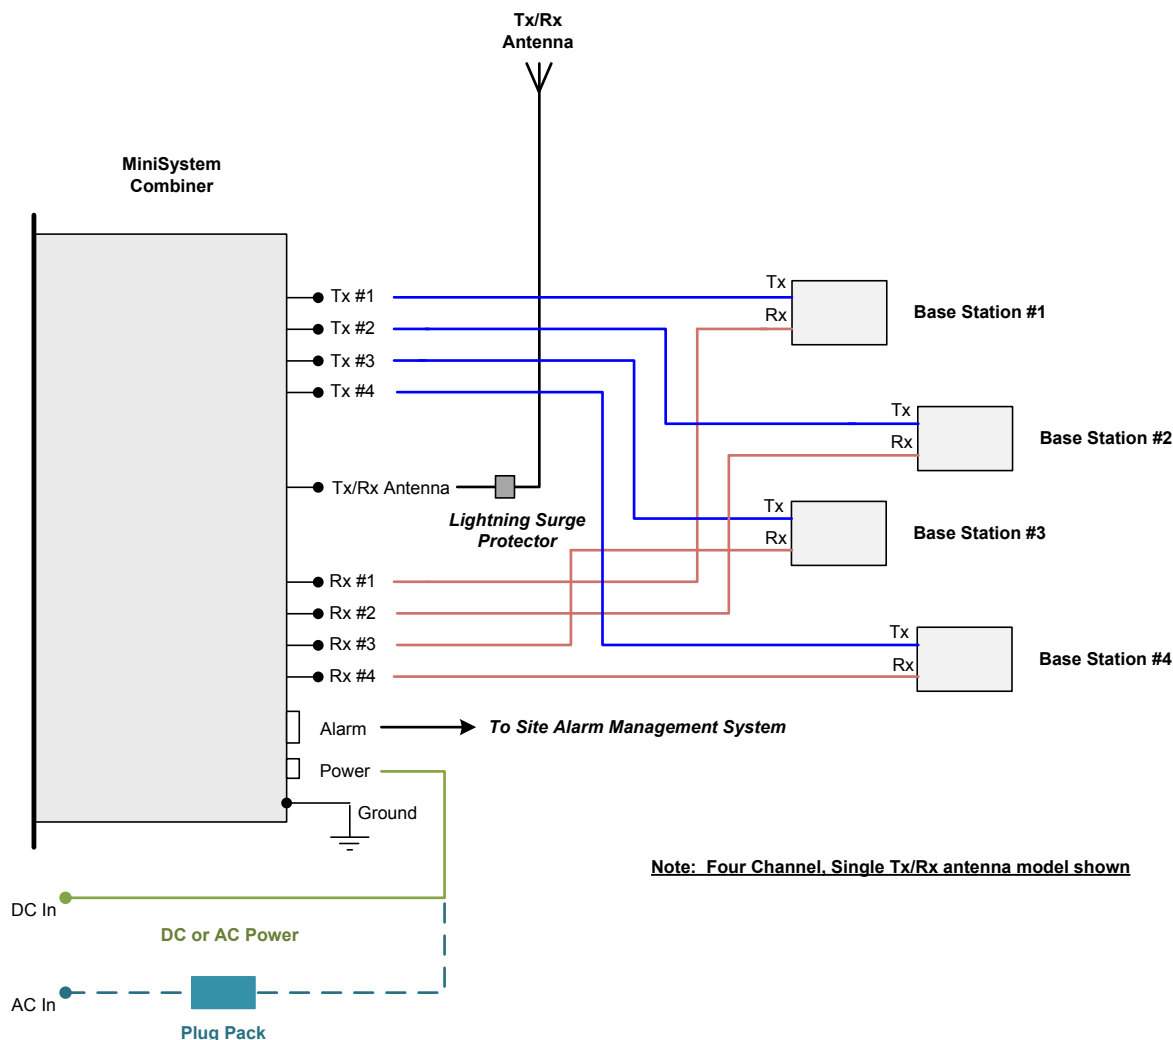 Tx/Rx
Antenna
MiniSystem
Combiner
Tx #1
Tx #2
Tx #3
Tx #4
Tx/Rx Antenna
Lightning Surge
Protector
Rx #1
Rx #2
Rx #3
Rx #4
Alarm
To Site Alarm Management System
Power
Ground
Tx
Rx
Base Station #1
Tx
Rx
Base Station #2
Tx
Rx
Base Station #3
Tx
Rx
Base Station #4
Note: Four Channel, Single Tx/Rx antenna model shown
DC In
DC or AC Power
AC In
Plug Pack